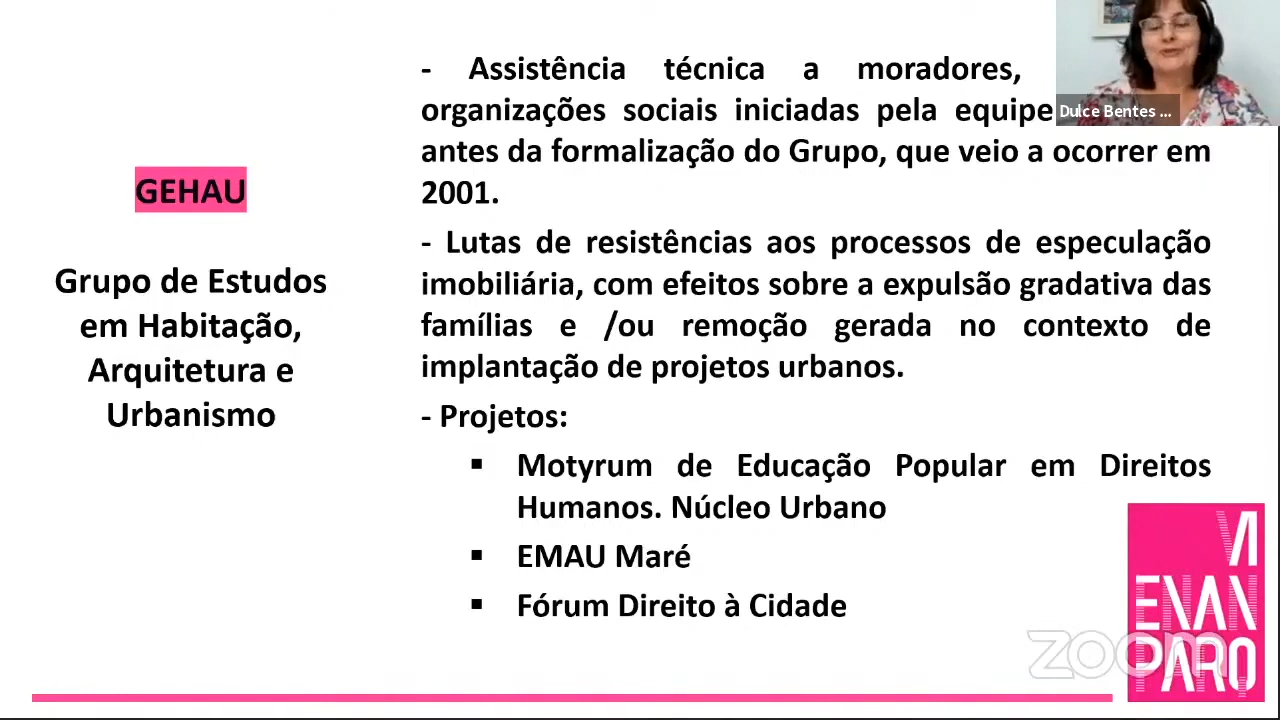 GEHAU
Grupo de Estudos
em Habitação,
Arquitetura e
Urbanismo
- Assistência técnica a moradores,
organizações sociais iniciadas pela equipe
antes da formalização do Grupo, que veio a ocorrer em
2001.
- Lutas de resistências aos processos de especulação
imobiliária, com efeitos sobre a expulsão gradativa das
famílias e /ou remoção gerada no contexto de
implantação de projetos urbanos.
- Projetos:
▪ Motyrum de Educação Popular em Direitos
Humanos. Núcleo Urbano
▪ EMAU Maré
▪ Fórum Direito à Cidade
Dulce Bentes ...
VI
ENAN
PARQ
zoom